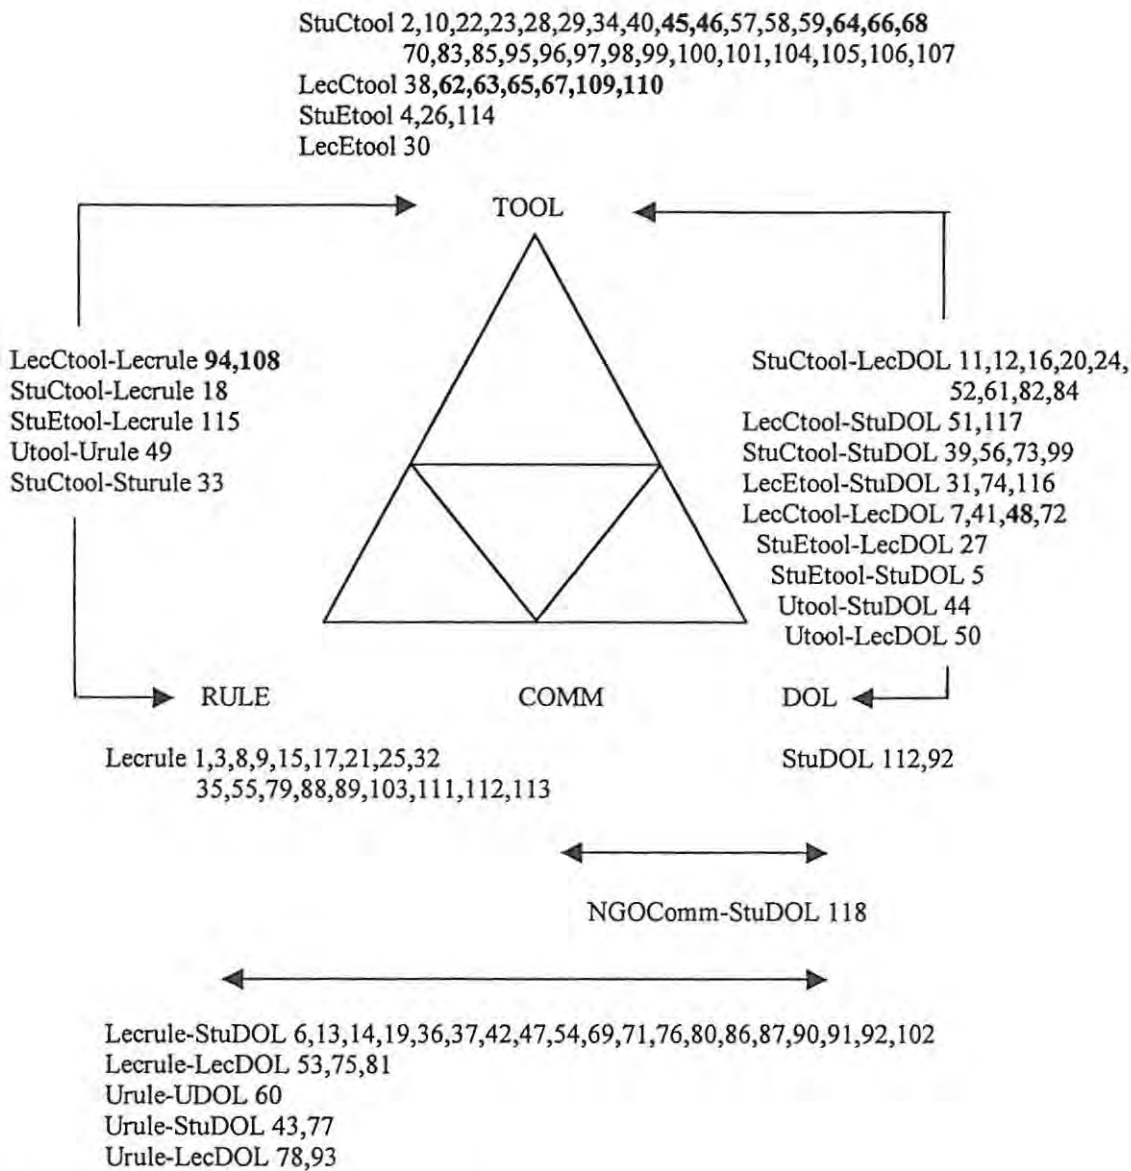 StuCtool 2,10,22,23,28,29,34,40,45,46,57,58,59,64,66,68
70,83,85,95,96,97,98,99,100,101,104,105,106,107
LecCtool 38,62,63,65,67,109,110
StuEtool 4,26,114
LecEtool 30
TOOL
LecCtool-Lecrule 94,108
StuCtool-Lecrule 18
StuEtool-Lecrule 115
Utool-Urule 49
StuCtool-Sturule 33
StuCtool-LecDOL 11,12,16,20,24,
52,61,82,84
LecCtool-StuDOL 51,117
StuCtool-StuDOL 39,56,73,99
LecEtool-StuDOL 31,74,116
LecCtool-LecDOL 7,41,48,72
StuEtool-LecDOL 27
StuEtool-StuDOL 5
Utool-StuDOL 44
Utool-LecDOL 50
RULE
COMM
DOL
Lecrule 1,3,8,9,15,17,21,25,32
35,55,79,88,89,103,111,112,113
StuDOL 112,92
NGOComm-StuDOL 118
Lecrule-StuDOL 6,13,14,19,36,37,42,47,54,69,71,76,80,86,87,90,91,92,102
Lecrule-LecDOL 53,75,81
Urule-UDOL 60
Urule-StuDOL 43,77
Urule-LecDOL 78,93